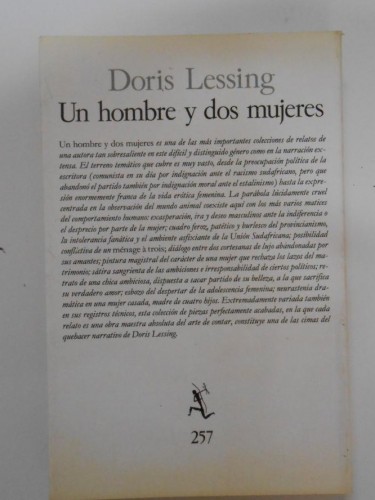 Doris Lessing
Un hombre y dos mujeres
Un hombre y dos mujeres es una de las más importantes colecciones de relatos de
una autora tan sobresaliente en este difícil y distinguido género como en la narración ex-
tensa. El terreno temático que cubre es muy vasto, desde la preocupación política de la
escritora (comunista en su día por indignación ante el racismo sudafricano, pero que
abandonó el partido también por indignación moral ante el estalinismo) hasta la expre-
sión enormemente franca de la vida erótica femenina. La parábola lúcidamente cruel
centrada en la observación del mundo animal coexiste aquí con los más varios matices
del comportamiento humano: exasperación, ira y deseo masculinos ante la indiferencia o
el desprecio por parte de la mujer; cuadro feroz, patético y burlesco del provincianismo,
la intolerancia fanática y el ambiente asfixiante de la Unión Sudafricana; posibilidad
conflictiva de un ménage à trois; diálogo entre dos cortesanas de lujo abandonadas por
sus amantes; pintura magistral del carácter de una mujer que rechaza los lazos del ma-
trimonio; sátira sangrienta de las ambiciones e irresponsabilidad de ciertos políticos; re-
trato de una chica ambiciosa, dispuesta a sacar partido de su belleza, a la que sacrifica
su verdadero amor; esbozo del despertar de la adolescencia femenina; neurastenia dra-
mática en una mujer casada, madre de cuatro hijos. Exxtremadamente variada también
en sus registros técnicos, esta colección de piezas perfectamente acabadas, en la que cada
relato es una obra maestra absoluta del arte de contar, constituye una de las cimas del
quehacer narrativo de Doris Lessing.
257